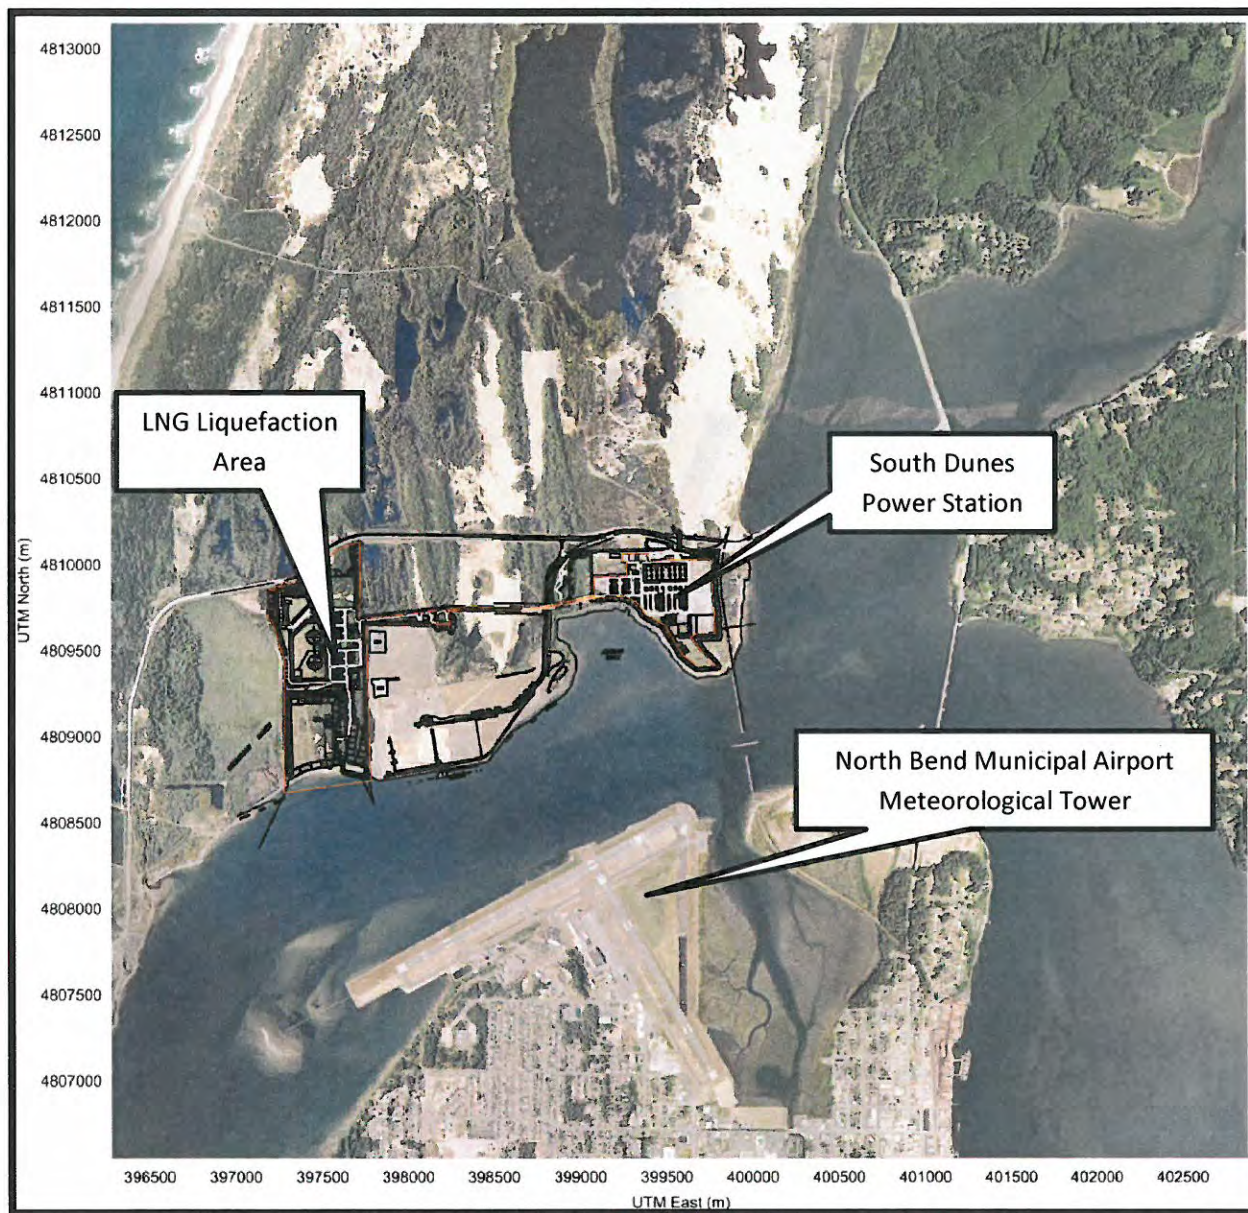 4813000
4812500
4812000
4811500
4811000
LNG Liquefaction
Area
South Dunes
Power Station
4810500
4810000
UTM North (m)
4809500
4809000
North Bend Municipal Airport
Meteorological Tower
4808500
4808000
4807500
4807000
396500 397000 397500 398000 398500 399000 399500 400000 400500 401000 401500 402000 402500
UTM East (m)